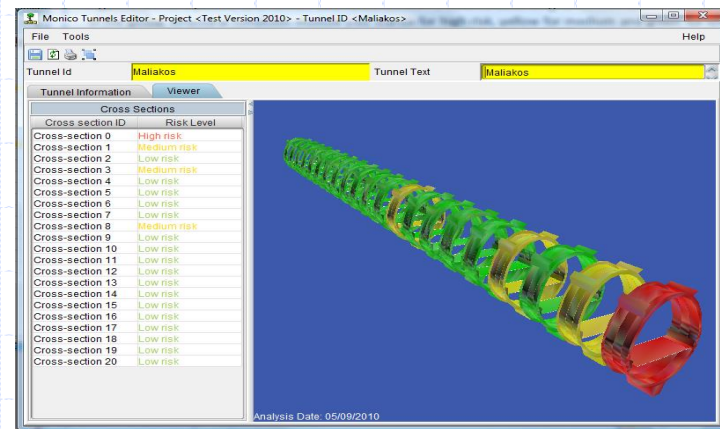 Monico Tunnels Editor - Project <Test Version 2010> - Tunnel ID <Maliakos>
File Tools Help
Tunnel Id Maliakos Tunnel Text Maliakos
Tunnel Information Viewer
Cross Sections
Cross section ID Risk Level
Cross-section 0 High risk
Cross-section 1 Medium risk
Cross-section 2 Low risk
Cross-section 3 Medium risk
Cross-section 4 Low risk
Cross-section 5 Low risk
Cross-section 6 Low risk
Cross-section 7 Low risk
Cross-section 8 Medium risk
Cross-section 9 Low risk
Cross-section 10 Low risk
Cross-section 11 Low risk
Cross-section 12 Low risk
Cross-section 13 Low risk
Cross-section 14 Low risk
Cross-section 15 Low risk
Cross-section 16 Low risk
Cross-section 17 Low risk
Cross-section 18 Low risk
Cross-section 19 Low risk
Cross-section 20 Low risk
Analysis Date: 05/09/2010